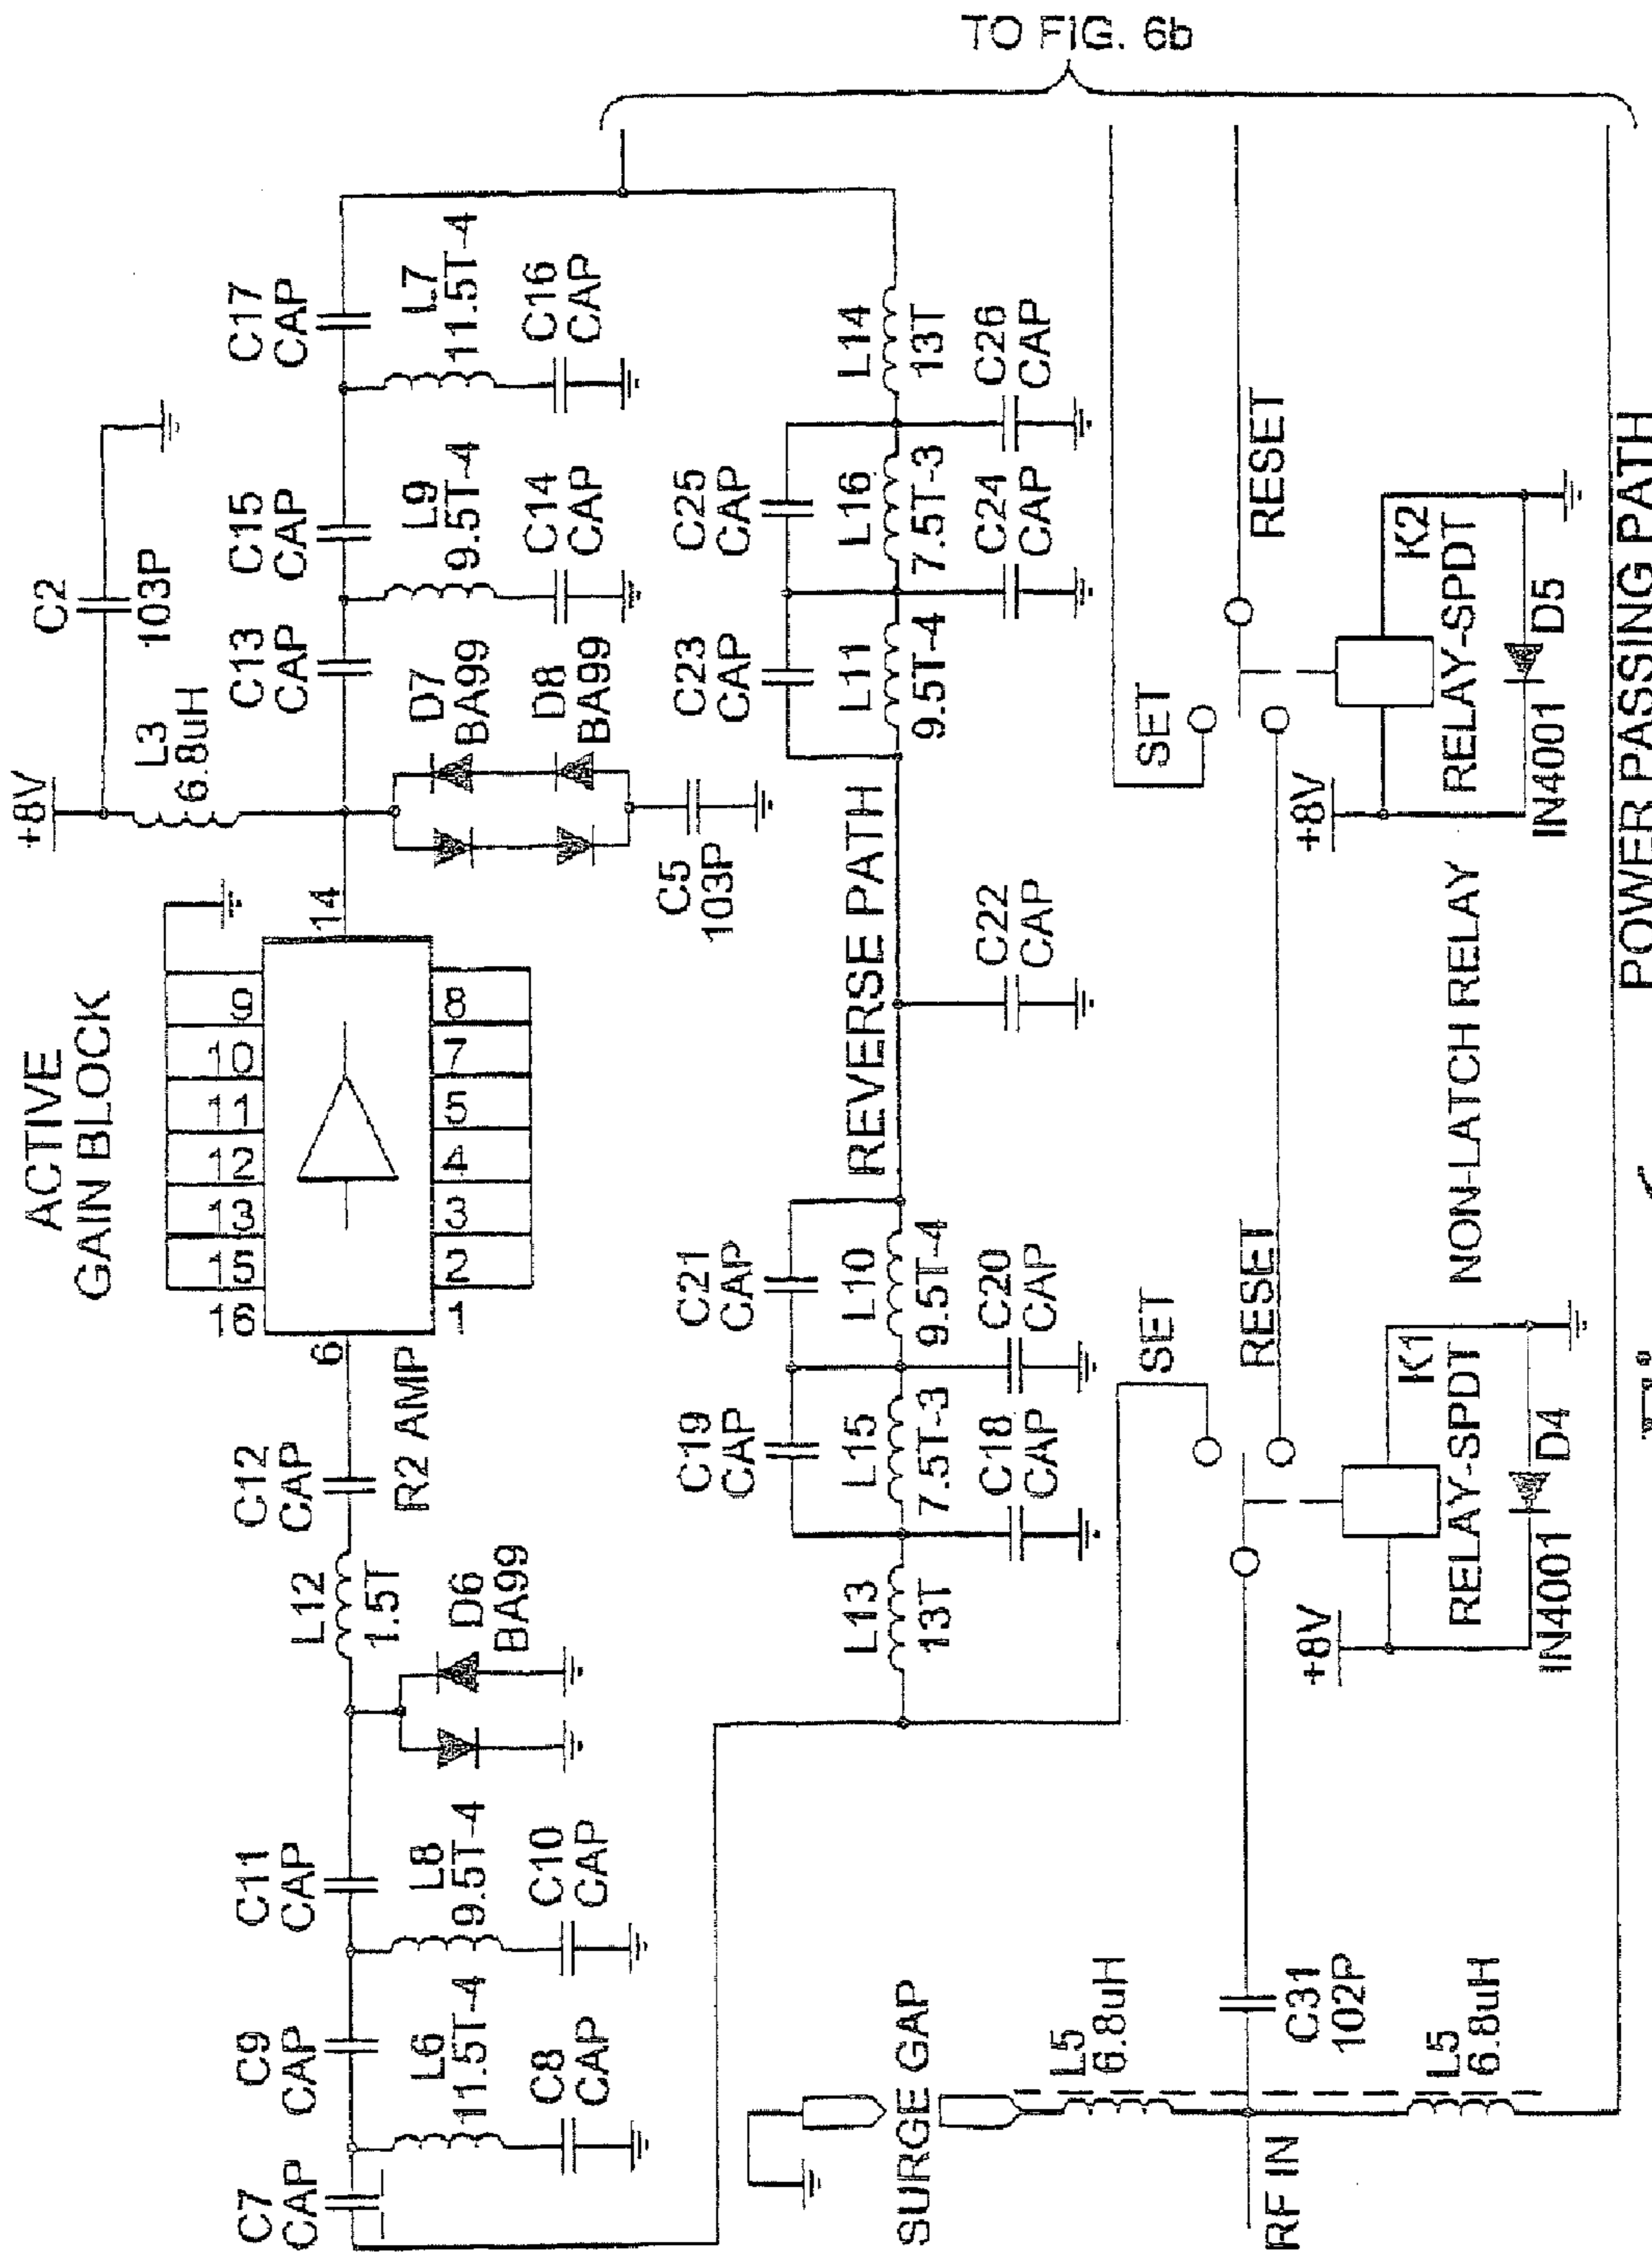 TO FIG. 6b
ACTIVE
GAIN BLOCK
+8V
C2
103P
L3
6.8uH
16 15 13 12 11 10 9
6
14
1 2 3 4 5 7 8
R2 AMP
C7
CAP
C9
CAP
C11
CAP
L12
1.5T
C12
CAP
C13
CAP
C15
CAP
C17
CAP
L6
11.5T-4
L8
9.5T-4
D6
BA99
D7
BA99
L9
9.5T-4
L7
11.5T-4
C8
CAP
C10
CAP
D8
BA99
C14
CAP
C16
CAP
C5
103P
C19
CAP
C21
CAP
C23
CAP
C25
CAP
REVERSE PATH
L13
13T
L15
7.5T-3
L10
9.5T-4
L11
9.5T-4
L16
7.5T-3
L14
13T
C18
CAP
C20
CAP
C22
CAP
C24
CAP
C26
CAP
SURGE GAP
L5
6.8uH
RF IN
C31
102P
L5
6.8uH
SET
RESET
SET
RESET
+8V
K1
RELAY-SPDT
IN4001
D4
NON-LATCH RELAY
+8V
K2
RELAY-SPDT
IN4001
D5
POWER PASSING PATH